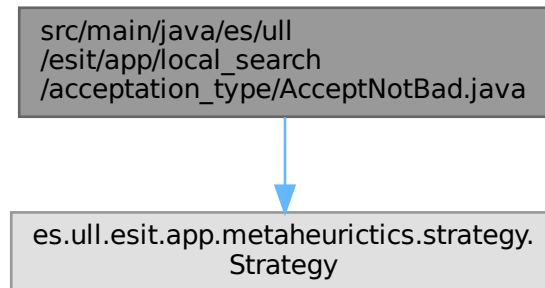 src/main/java/es/ull
/esit/app/local_search
/acceptation_type/AcceptNotBad.java
es.ull.esit.app.metaheurictics.strategy.
Strategy